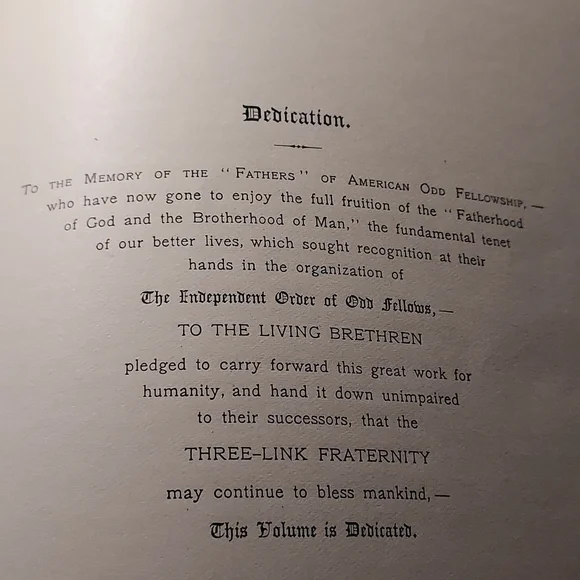 Dedication.
To the Memory of the "Fathers" of American Odd Fellowship,—
who have now gone to enjoy the full fruition of the "Fatherhood
of God and the Brotherhood of Man," the fundamental tenet
of our better lives, which sought recognition at their
hands in the organization of
The Independent Order of Odd Fellows,—
TO THE LIVING BRETHREN
pledged to carry forward this great work for
humanity, and hand it down unimpaired
to their successors, that the
THREE-LINK FRATERNITY
may continue to bless mankind,—
This Volume is Dedicated.